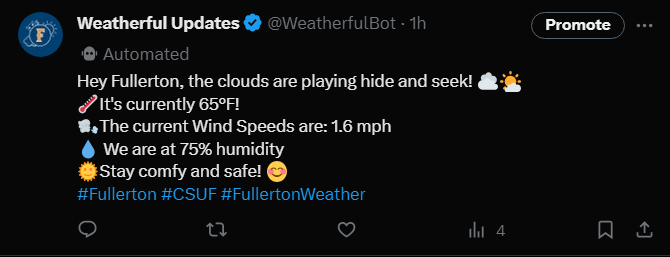 Weatherful Updates @WeatherfulBot · 1h Promote ...
Automated
Hey Fullerton, the clouds are playing hide and seek! ☁️🌤️
🌡️It's currently 65ºF!
🌬️The current Wind Speeds are: 1.6 mph
💧 We are at 75% humidity
🌞Stay comfy and safe! 😊
#Fullerton #CSUF #FullertonWeather
4